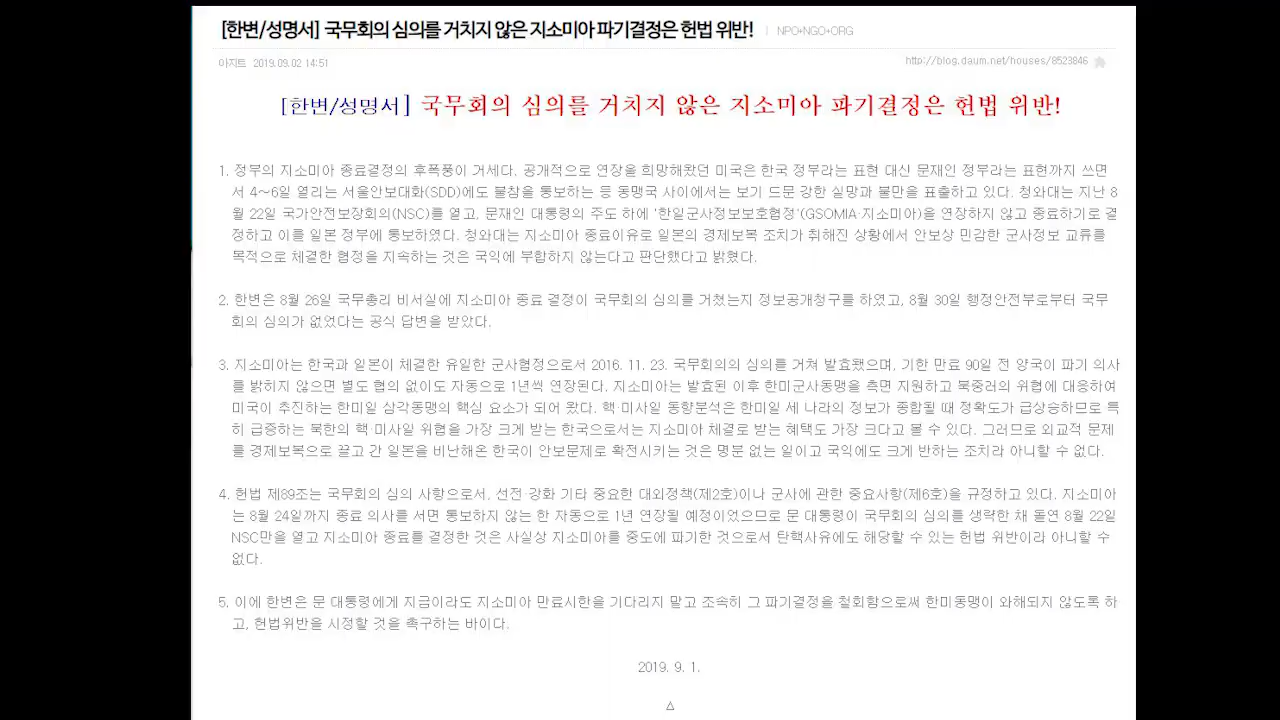 [한변/성명서] 국무회의 심의를 거치지 않은 지소미아 파기결정은 헌법 위반! | NPO+NGO+ORG
아지트 2019.09.02 14:51 http://blog.daum.net/houses/8523846
[한변/성명서] 국무회의 심의를 거치지 않은 지소미아 파기결정은 헌법 위반!
1. 정부의 지소미아 종료결정의 후폭풍이 거세다. 공개적으로 연장을 희망해왔던 미국은 한국 정부라는 표현 대신 문재인 정부라는 표현까지 쓰면
서 4~6일 열리는 서울안보대화(SDD)에도 불참을 통보하는 등 동맹국 사이에서는 보기 드문 강한 실망과 불만을 표출하고 있다. 청와대는 지난 8
월 22일 국가안전보장회의(NSC)를 열고, 문재인 대통령의 주도 하에 '한일군사정보보호협정'(GSOMIA·지소미아)을 연장하지 않고 종료하기로 결
정하고 이를 일본 정부에 통보하였다. 청와대는 지소미아 종료이유로 일본의 경제보복 조치가 취해진 상황에서 안보상 민감한 군사정보 교류를
목적으로 체결한 협정을 지속하는 것은 국익에 부합하지 않는다고 판단했다고 밝혔다.
2. 한변은 8월 26일 국무총리 비서실에 지소미아 종료 결정이 국무회의 심의를 거쳤는지 정보공개청구를 하였고, 8월 30일 행정안전부로부터 국무
회의 심의가 없었다는 공식 답변을 받았다.
3. 지소미아는 한국과 일본이 체결한 유일한 군사협정으로서 2016. 11. 23. 국무회의의 심의를 거쳐 발효됐으며, 기한 만료 90일 전 양국이 파기 의사
를 밝히지 않으면 별도 협의 없이도 자동으로 1년씩 연장된다. 지소미아는 발효된 이후 한미군사동맹을 측면 지원하고 북중러의 위협에 대응하여
미국이 추진하는 한미일 삼각동맹의 핵심 요소가 되어 왔다. 핵·미사일 동향분석은 한미일 세 나라의 정보가 종합될 때 정확도가 급상승하므로 특
히 급증하는 북한의 핵·미사일 위협을 가장 크게 받는 한국으로서는 지소미아 체결로 받는 혜택도 가장 크다고 볼 수 있다. 그러므로 외교적 문제
를 경제보복으로 끌고 간 일본을 비난해온 한국이 안보문제로 확전시키는 것은 명분 없는 일이고 국익에도 크게 반하는 조치라 아니할 수 없다.
4. 헌법 제89조는 국무회의 심의 사항으로서, 선전·강화 기타 중요한 대외정책(제2호)이나 군사에 관한 중요사항(제6호)을 규정하고 있다. 지소미아
는 8월 24일까지 종료 의사를 서면 통보하지 않는 한 자동으로 1년 연장될 예정이었으므로 문 대통령이 국무회의 심의를 생략한 채 돌연 8월 22일
NSC만을 열고 지소미아 종료를 결정한 것은 사실상 지소미아를 중도에 파기한 것으로서 탄핵사유에도 해당할 수 있는 헌법 위반이라 아니할 수
없다.
5. 이에 한변은 문 대통령에게 지금이라도 지소미아 만료시한을 기다리지 말고 조속히 그 파기결정을 철회함으로써 한미동맹이 와해되지 않도록 하
고, 헌법위반을 시정할 것을 촉구하는 바이다.
2019. 9. 1.